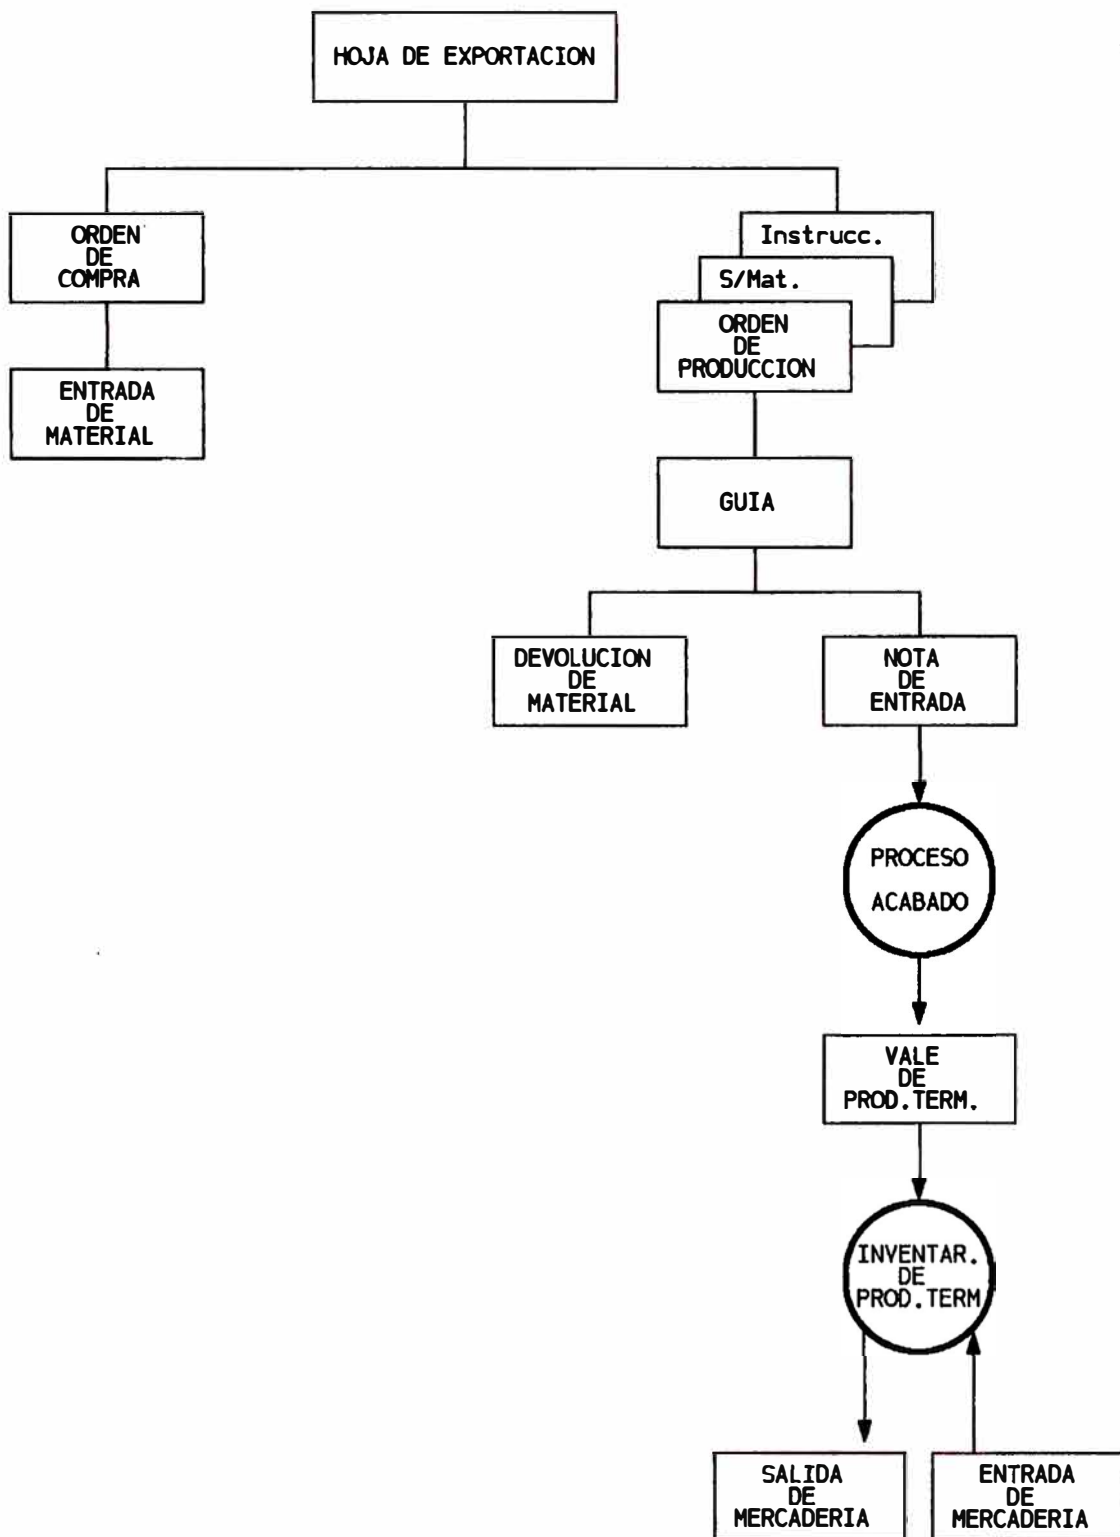 HOJA DE EXPORTACION
ORDEN
DE
COMPRA
ENTRADA
DE
MATERIAL
Instrucc.
S/Mat.
ORDEN
DE
PRODUCCION
GUIA
DEVOLUCION
DE
MATERIAL
NOTA
DE
ENTRADA
PROCESO
ACABADO
VALE
DE
PROD.TERM.
INVENTAR.
DE
PROD.TERM
SALIDA
DE
MERCADERIA
ENTRADA
DE
MERCADERIA